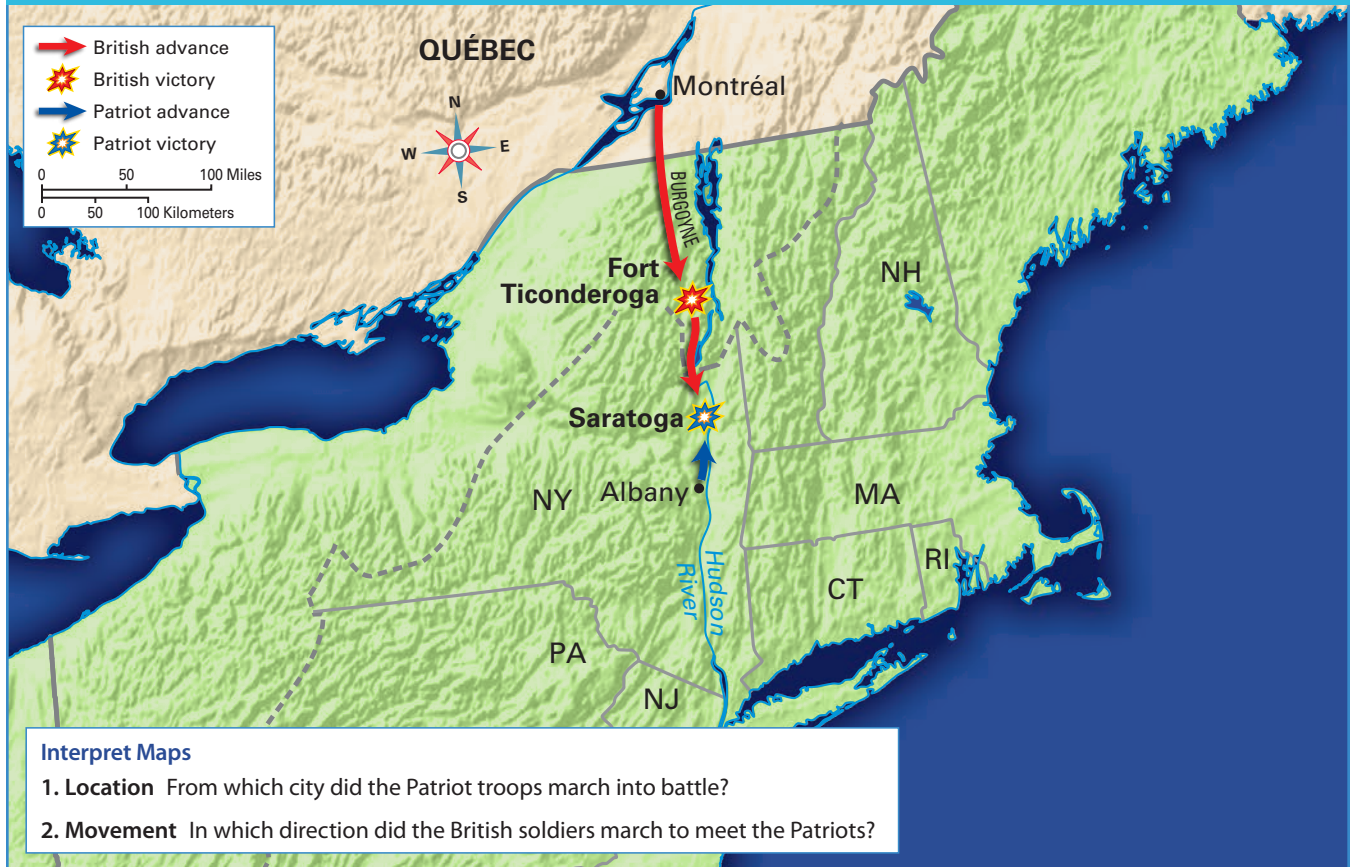 British advance
British victory
Patriot advance
Patriot victory
0 50 100 Miles
0 50 100 Kilometers
QUÉBEC
N
W E
S
Montréal
BURGOYNE
Fort
Ticonderoga
NH
Saratoga
NY
Albany
MA
Hudson
River
CT
RI
PA
NJ
Interpret Maps
1. Location From which city did the Patriot troops march into battle?
2. Movement In which direction did the British soldiers march to meet the Patriots?